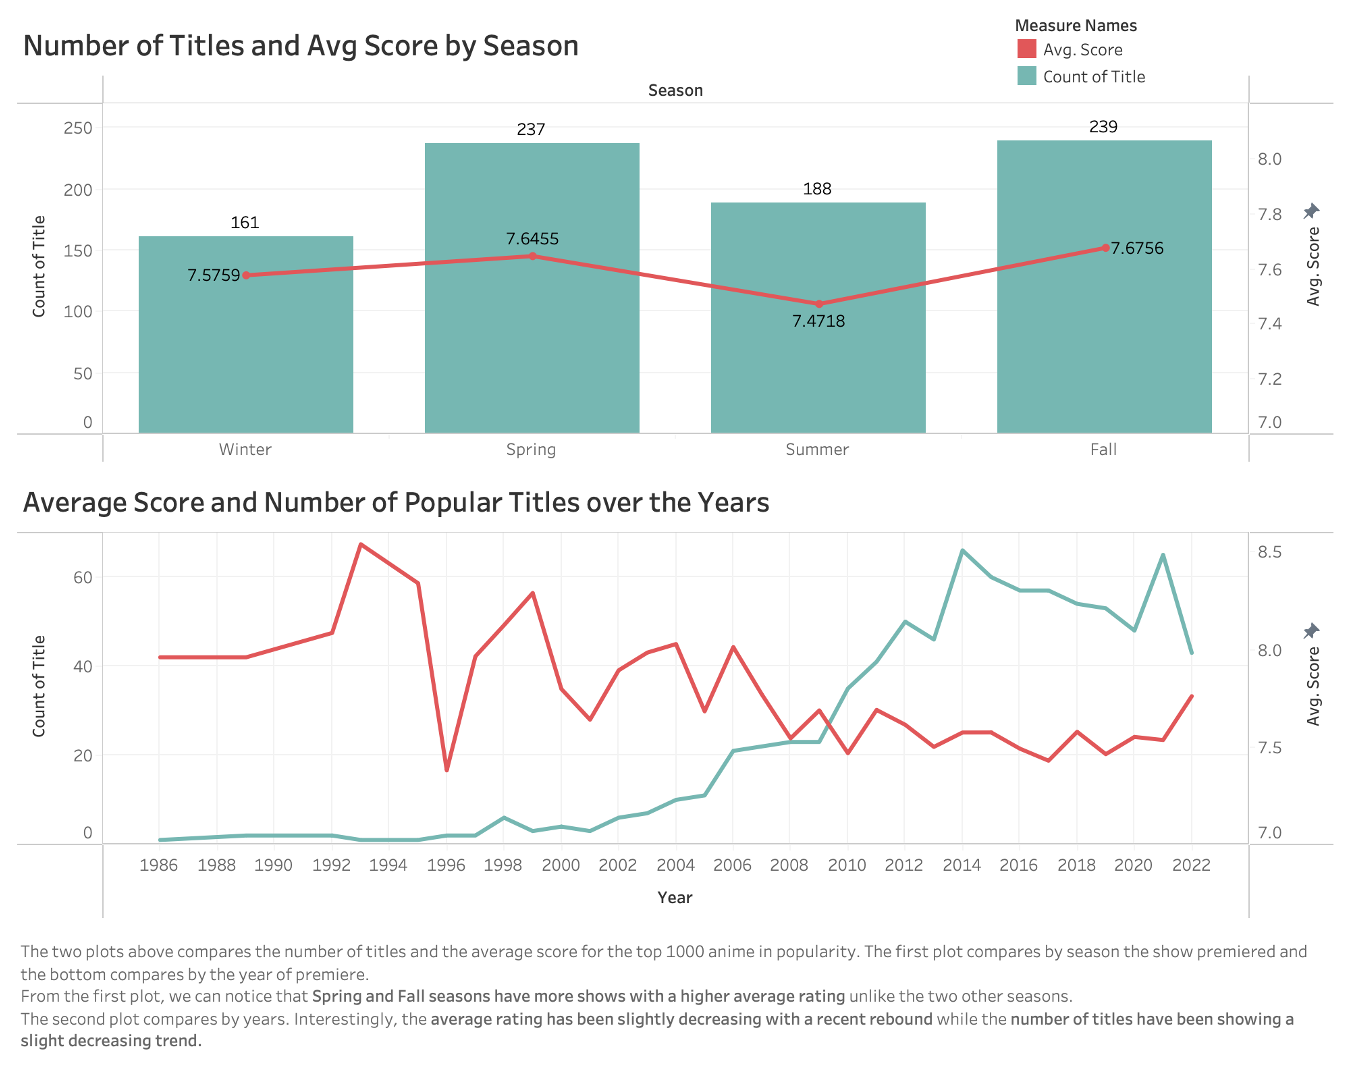 Number of Titles and Avg Score by Season
Measure Names
Avg. Score
Count of Title
Season
Count of Title
250
200
150
100
50
0
237
239
161
188
7.5759
7.6455
7.4718
7.6756
8.0
7.8
7.6
7.4
7.2
7.0
Avg. Score
Winter
Spring
Summer
Fall
Average Score and Number of Popular Titles over the Years
Count of Title
60
40
20
0
8.5
8.0
7.5
7.0
Avg. Score
1986
1988
1990
1992
1994
1996
1998
2000
2002
2004
2006
2008
2010
2012
2014
2016
2018
2020
2022
Year
The two plots above compares the number of titles and the average score for the top 1000 anime in popularity. The first plot compares by season the show premiered and
the bottom compares by the year of premiere.
From the first plot, we can notice that Spring and Fall seasons have more shows with a higher average rating unlike the two other seasons.
The second plot compares by years. Interestingly, the average rating has been slightly decreasing with a recent rebound while the number of titles have been showing a
slight decreasing trend.